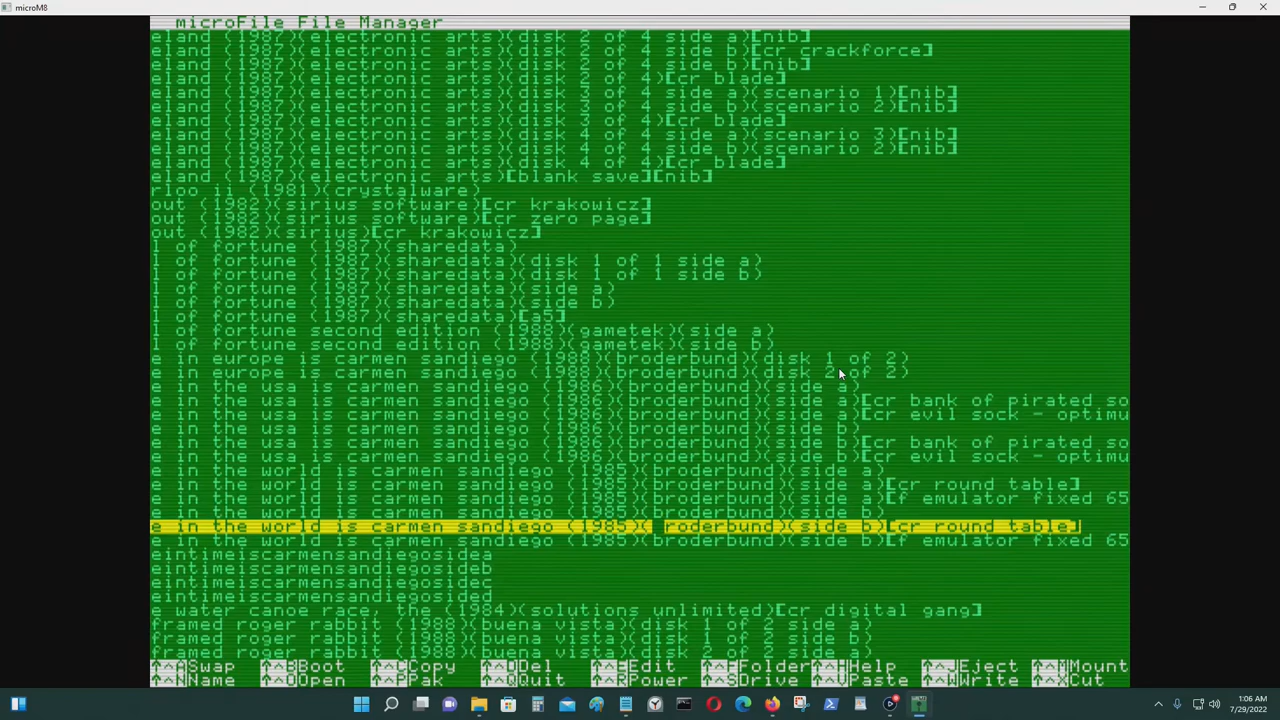 microM8
microFile File Manager
eland (1987)(electronic arts)(disk 2 of 4 side a)[nib]
eland (1987)(electronic arts)(disk 2 of 4 side b)[cr crackforce]
eland (1987)(electronic arts)(disk 2 of 4 side b)[nib]
eland (1987)(electronic arts)(disk 2 of 4)[cr blade]
eland (1987)(electronic arts)(disk 3 of 4 side a)(scenario 1)[nib]
eland (1987)(electronic arts)(disk 3 of 4 side b)(scenario 2)[nib]
eland (1987)(electronic arts)(disk 3 of 4)[cr blade]
eland (1987)(electronic arts)(disk 4 of 4 side a)(scenario 3)[nib]
eland (1987)(electronic arts)(disk 4 of 4 side b)(scenario 2)[nib]
eland (1987)(electronic arts)(disk 4 of 4)[cr blade]
eland (1987)(electronic arts)[blank save][nib]
rloo ii (1981)(crystalware)
out (1982)(sirius software)[cr krakowicz]
out (1982)(sirius software)[cr zero page]
out (1982)(sirius)[cr krakowicz]
l of fortune (1987)(sharedata)
l of fortune (1987)(sharedata)(disk 1 of 1 side a)
l of fortune (1987)(sharedata)(disk 1 of 1 side b)
l of fortune (1987)(sharedata)(side a)
l of fortune (1987)(sharedata)(side b)
l of fortune (1987)(sharedata)[a5]
l of fortune second edition (1988)(gametek)(side a)
l of fortune second edition (1988)(gametek)(side b)
e in europe is carmen sandiego (1988)(broderbund)(disk 1 of 2)
e in europe is carmen sandiego (1988)(broderbund)(disk 2 of 2)
e in the usa is carmen sandiego (1986)(broderbund)(side a)
e in the usa is carmen sandiego (1986)(broderbund)(side a)[cr bank of pirated so
e in the usa is carmen sandiego (1986)(broderbund)(side a)[cr evil sock - optimu
e in the usa is carmen sandiego (1986)(broderbund)(side b)
e in the usa is carmen sandiego (1986)(broderbund)(side b)[cr bank of pirated so
e in the usa is carmen sandiego (1986)(broderbund)(side b)[cr evil sock - optimu
e in the world is carmen sandiego (1985)(broderbund)(side a)
e in the world is carmen sandiego (1985)(broderbund)(side a)[cr round table]
e in the world is carmen sandiego (1985)(broderbund)(side a)[f emulator fixed 65
e in the world is carmen sandiego (1985)(broderbund)(side b)
e in the world is carmen sandiego (1985)( roderbund)(side b)[cr round table]
e in the world is carmen sandiego (1985)(broderbund)(side b)[f emulator fixed 65
eintimeiscarmensandiegosidea
eintimeiscarmensandiegosideb
eintimeiscarmensandiegosidec
eintimeiscarmensandiegosided
e water canoe race, the (1984)(solutions unlimited)[cr digital gang]
framed roger rabbit (1988)(buena vista)(disk 1 of 2 side a)
framed roger rabbit (1988)(buena vista)(disk 1 of 2 side b)
framed roger rabbit (1988)(buena vista)(disk 2 of 2 side a)
^^ASwap ^^BBoot ^^CCopy ^^DDel ^^EEdit ^^FFolder ^^HHelp ^^JEject ^^MMount
^^NName ^^OOpen ^^PPak ^^QQuit ^^RPower ^^SDrive ^^VPaste ^^WWrite ^^XCut
1:06 AM
7/29/2022